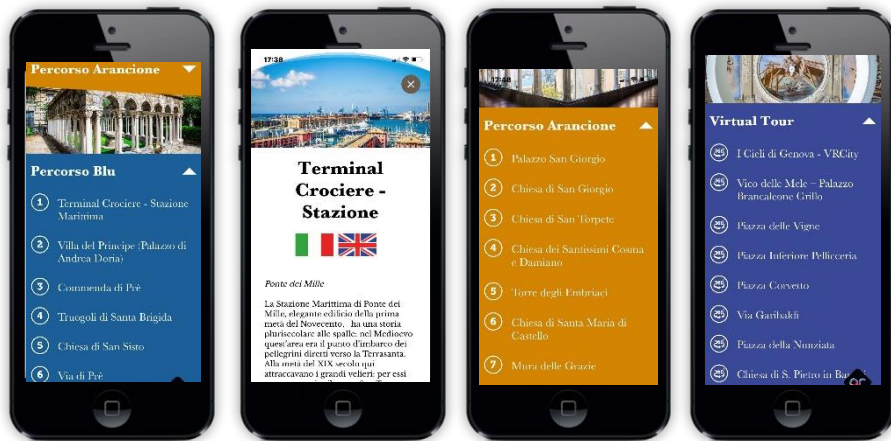 Percorso Arancione
Percorso Blu
1 Terminal Crociere - Stazione
Marittima
2 Villa del Principe (Palazzo di
Andrea Doria)
3 Commenda di Prè
4 Truogoli di Santa Brigida
5 Chiesa di San Sisto
6 Via di Prè
17:38
Terminal
Crociere -
Stazione
Ponte dei Mille
La Stazione Marittima di Ponte dei
Mille, elegante edificio della prima
metà del Novecento, ha una storia
plurisecolare alle spalle: nel Medioevo
quest'area era il punto d'imbarco dei
pellegrini diretti verso la Terrasanta.
Alla metà del XIX secolo qui
attraccavano i grandi velieri: per essi
Percorso Arancione
1 Palazzo San Giorgio
2 Chiesa di San Giorgio
3 Chiesa di San Torpete
4 Chiesa dei Santissimi Cosma
e Damiano
5 Torre degli Embriaci
6 Chiesa di Santa Maria di
Castello
7 Mura delle Grazie
Virtual Tour
I Cieli di Genova - VRCity
Vico delle Mele – Palazzo
Brancaleone Grillo
Piazza delle Vigne
Piazza Inferiore Pellicceria
Piazza Corvetto
Via Garibaldi
Piazza della Nunziata
Chiesa di S. Pietro in